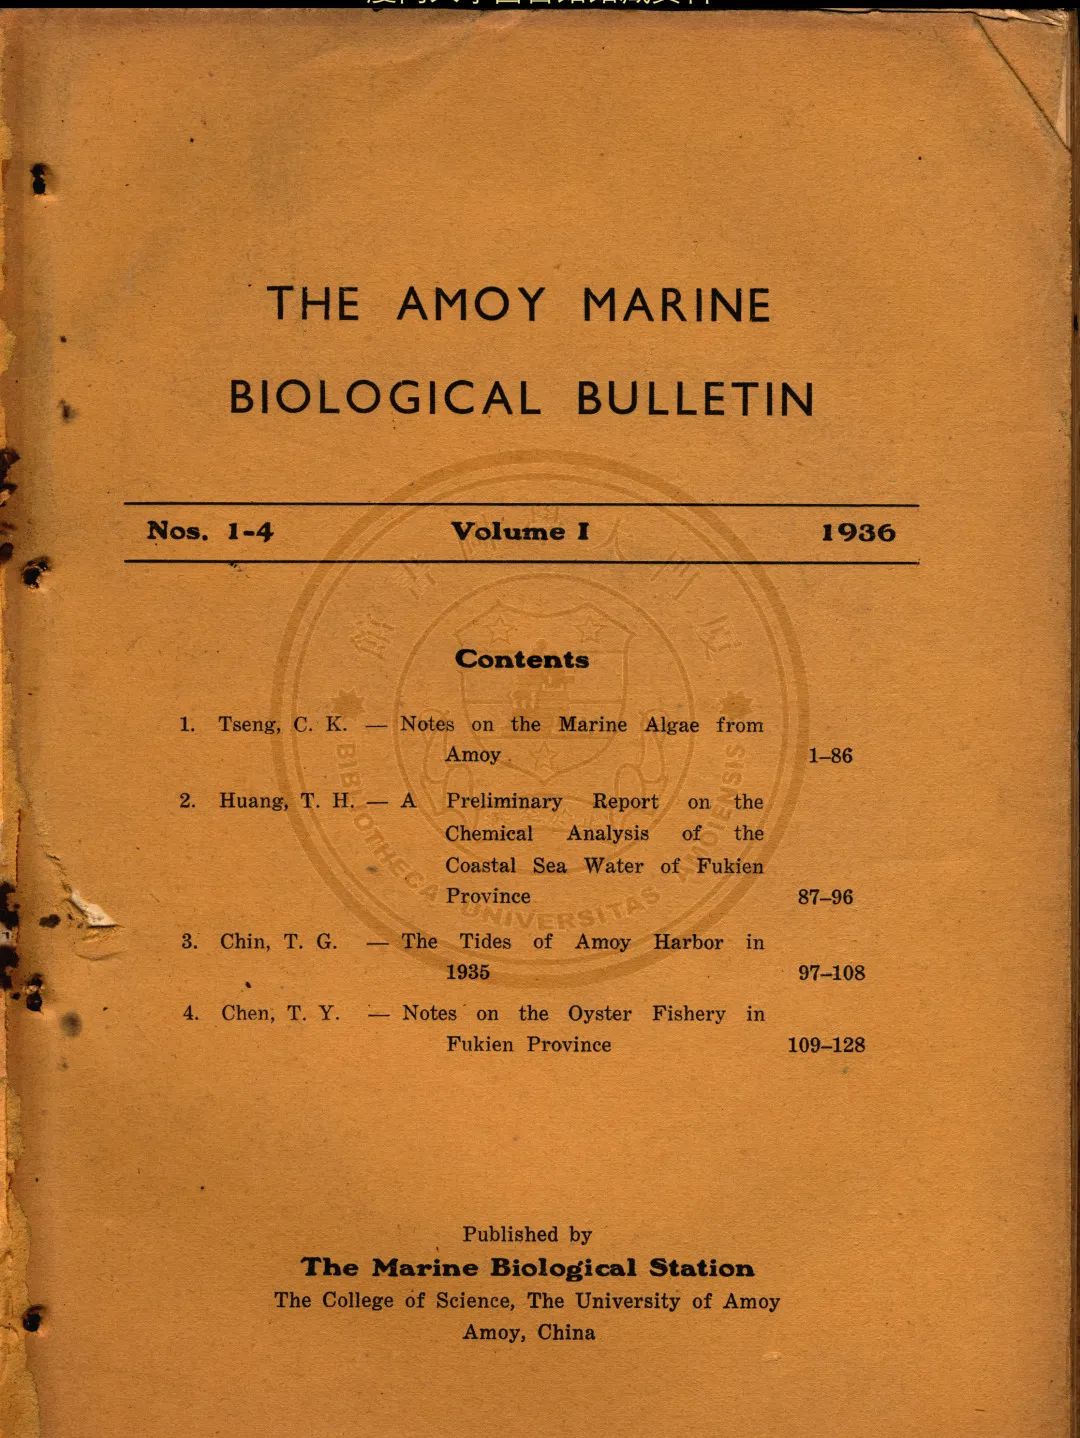 THE AMOY MARINE
BIOLOGICAL BULLETIN
Nos. 1-4 Volume I 1936
Contents
1. Tseng, C. K. — Notes on the Marine Algae from
Amoy 1–86
2. Huang, T. H. — A Preliminary Report on the
Chemical Analysis of the
Coastal Sea Water of Fukien
Province 87–96
3. Chin, T. G. — The Tides of Amoy Harbor in
1935 97–108
4. Chen, T. Y. — Notes on the Oyster Fishery in
Fukien Province 109–128
Published by
The Marine Biological Station
The College of Science, The University of Amoy
Amoy, China
BIBLIOTHECA UNIVERSITAS AMOIENSIS